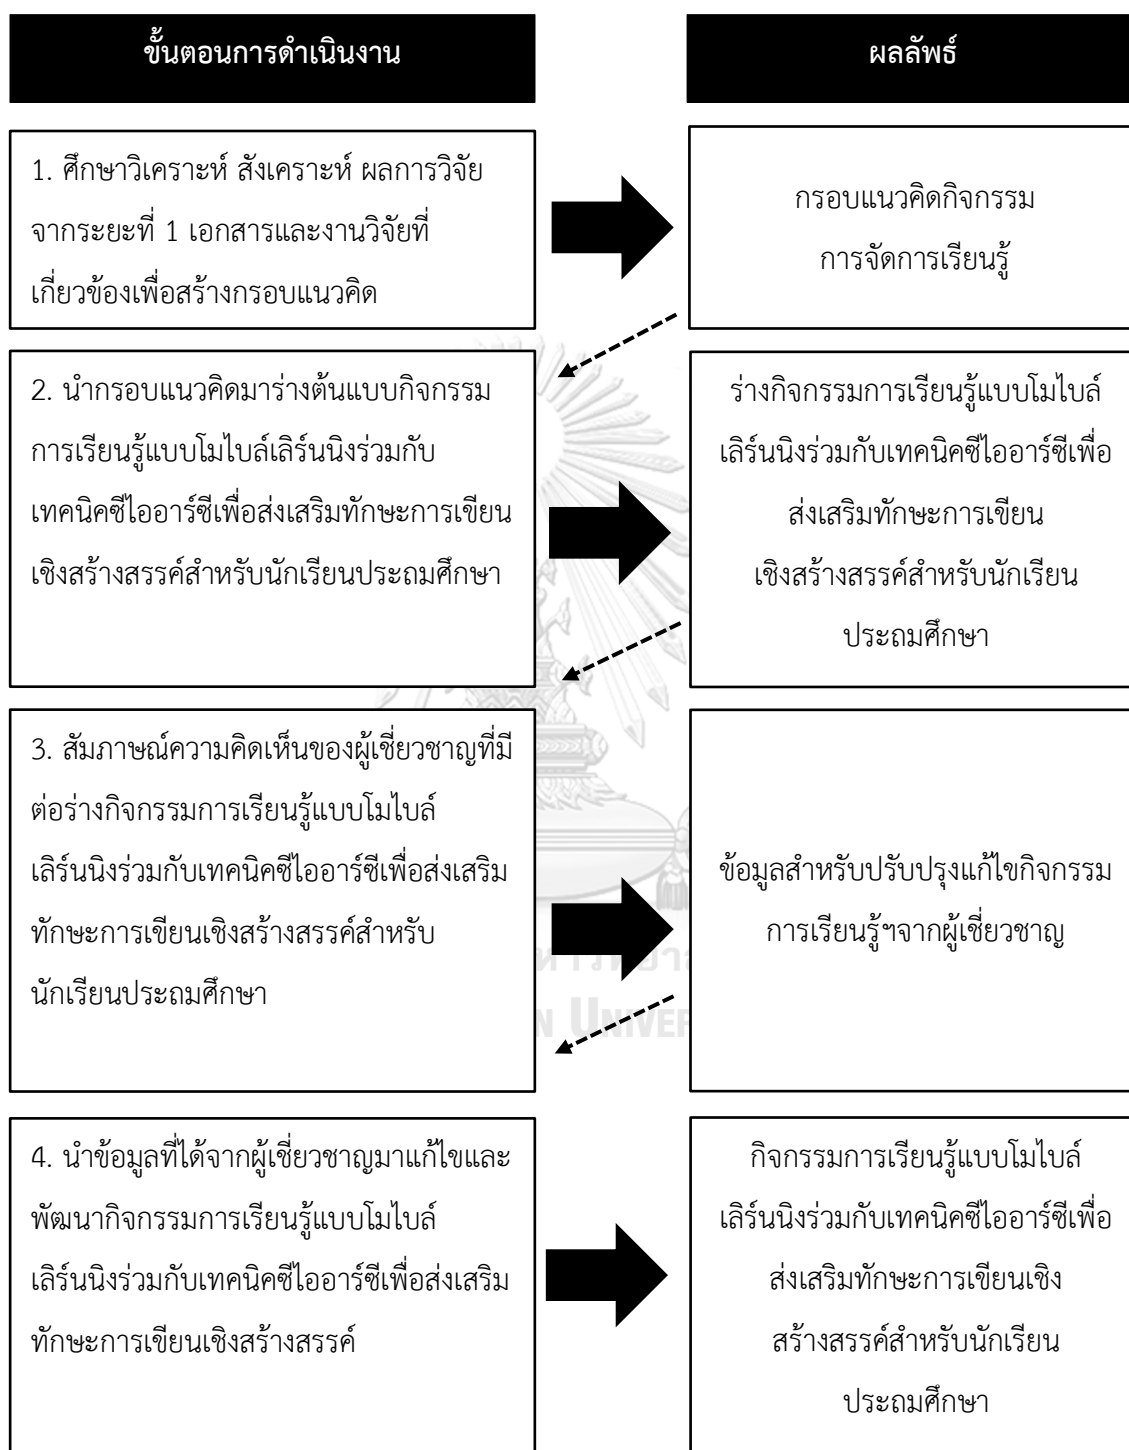 ขั้นตอนการดำเนินงาน
ผลลัพธ์
1. ศึกษาวิเคราะห์ สังเคราะห์ ผลการวิจัย
จากระยะที่ 1 เอกสารและงานวิจัยที่
เกี่ยวข้องเพื่อสร้างกรอบแนวคิด
กรอบแนวคิดกิจกรรม
การจัดการเรียนรู้
2. นำกรอบแนวคิดมาร่างต้นแบบกิจกรรม
การเรียนรู้แบบโมไบล์เลิร์นนิงร่วมกับ
เทคนิคซีไออาร์ซีเพื่อส่งเสริมทักษะการเขียน
เชิงสร้างสรรค์สำหรับนักเรียนประถมศึกษา
ร่างกิจกรรมการเรียนรู้แบบโมไบล์
เลิร์นนิงร่วมกับเทคนิคซีไออาร์ซีเพื่อ
ส่งเสริมทักษะการเขียน
เชิงสร้างสรรค์สำหรับนักเรียน
ประถมศึกษา
3. สัมภาษณ์ความคิดเห็นของผู้เชี่ยวชาญที่มี
ต่อร่างกิจกรรมการเรียนรู้แบบโมไบล์
เลิร์นนิงร่วมกับเทคนิคซีไออาร์ซีเพื่อส่งเสริม
ทักษะการเขียนเชิงสร้างสรรค์สำหรับ
นักเรียนประถมศึกษา
ข้อมูลสำหรับปรับปรุงแก้ไขกิจกรรม
การเรียนรู้ฯจากผู้เชี่ยวชาญ
4. นำข้อมูลที่ได้จากผู้เชี่ยวชาญมาแก้ไขและ
พัฒนากิจกรรมการเรียนรู้แบบโมไบล์
เลิร์นนิงร่วมกับเทคนิคซีไออาร์ซีเพื่อส่งเสริม
ทักษะการเขียนเชิงสร้างสรรค์
กิจกรรมการเรียนรู้แบบโมไบล์
เลิร์นนิงร่วมกับเทคนิคซีไออาร์ซีเพื่อ
ส่งเสริมทักษะการเขียนเชิง
สร้างสรรค์สำหรับนักเรียน
ประถมศึกษา